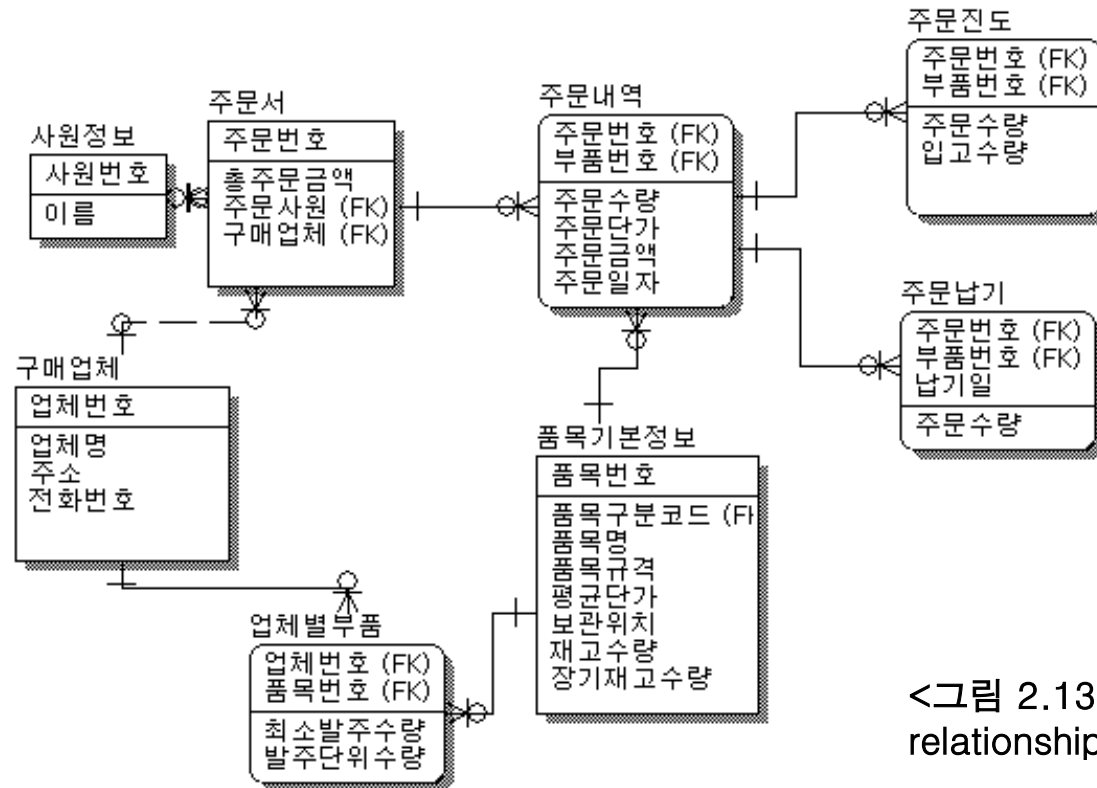 사원정보
사원번호
이름
주문서
주문번호
총주문금액
주문사원 (FK)
구매업체 (FK)
주문내역
주문번호 (FK)
부품번호 (FK)
주문수량
주문단가
주문금액
주문일자
주문진도
주문번호 (FK)
부품번호 (FK)
주문수량
입고수량
주문납기
주문번호 (FK)
부품번호 (FK)
납기일
주문수량
구매업체
업체번호
업체명
주소
전화번호
품목기본정보
품목번호
품목구분코드 (FK
품목명
품목규격
평균단가
보관위치
재고수량
장기재고수량
업체별부품
업체번호 (FK)
품목번호 (FK)
최소발주수량
발주단위수량
<그림 2.13
relationship